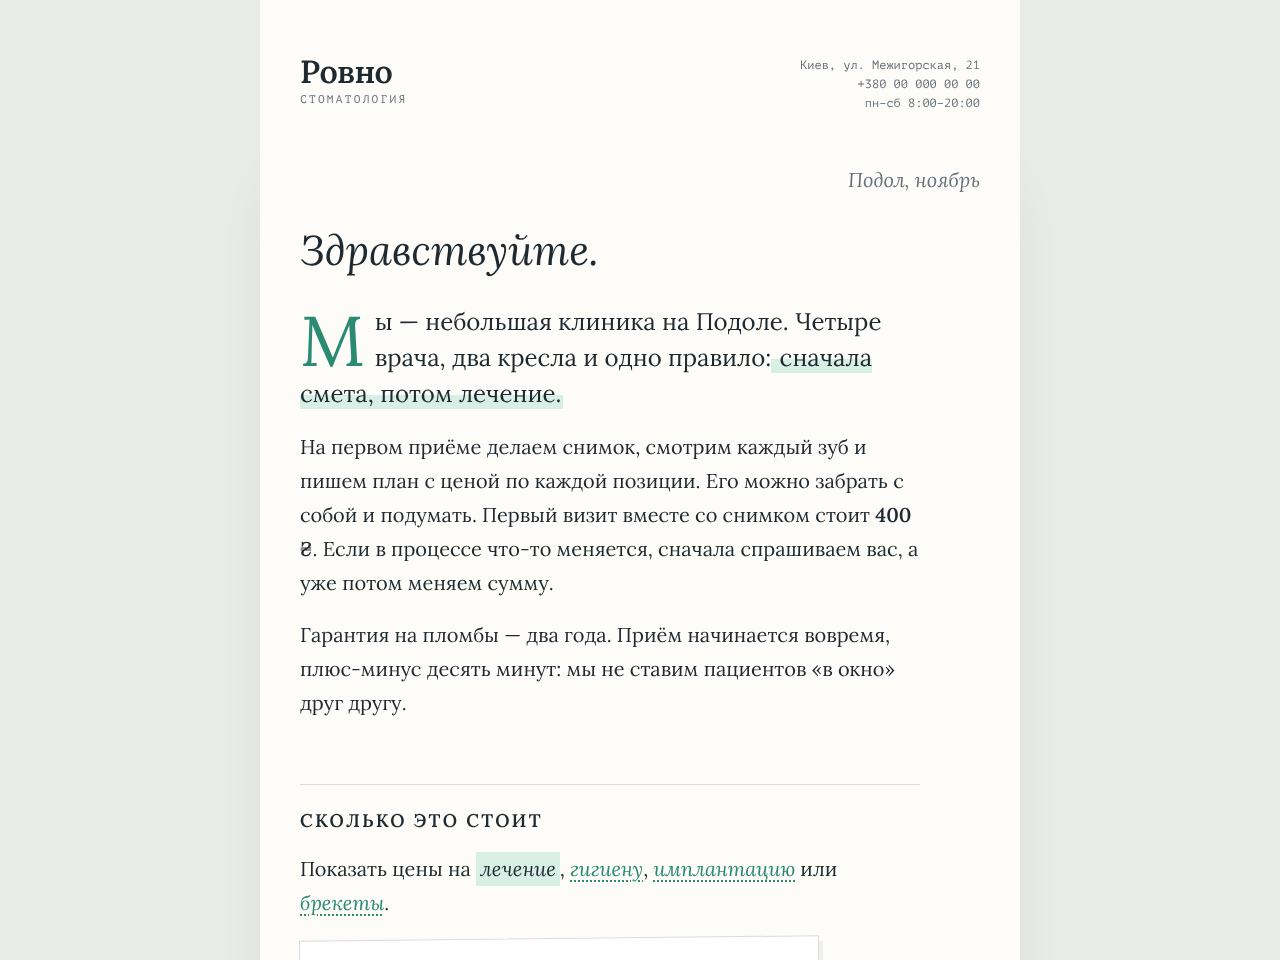 Ровно
СТОМАТОЛОГИЯ
Киев, ул. Межигорская, 21
+380 00 000 00 00
пн–сб 8:00–20:00
Подол, ноябрь
Здравствуйте.
Мы — небольшая клиника на Подоле. Четыре
врача, два кресла и одно правило: сначала
смета, потом лечение.
На первом приёме делаем снимок, смотрим каждый зуб и
пишем план с ценой по каждой позиции. Его можно забрать с
собой и подумать. Первый визит вместе со снимком стоит 400
₴. Если в процессе что-то меняется, сначала спрашиваем вас, а
уже потом меняем сумму.
Гарантия на пломбы — два года. Приём начинается вовремя,
плюс-минус десять минут: мы не ставим пациентов «в окно»
друг другу.
СКОЛЬКО ЭТО СТОИТ
Показать цены на лечение, гигиену, имплантацию или
брекеты.